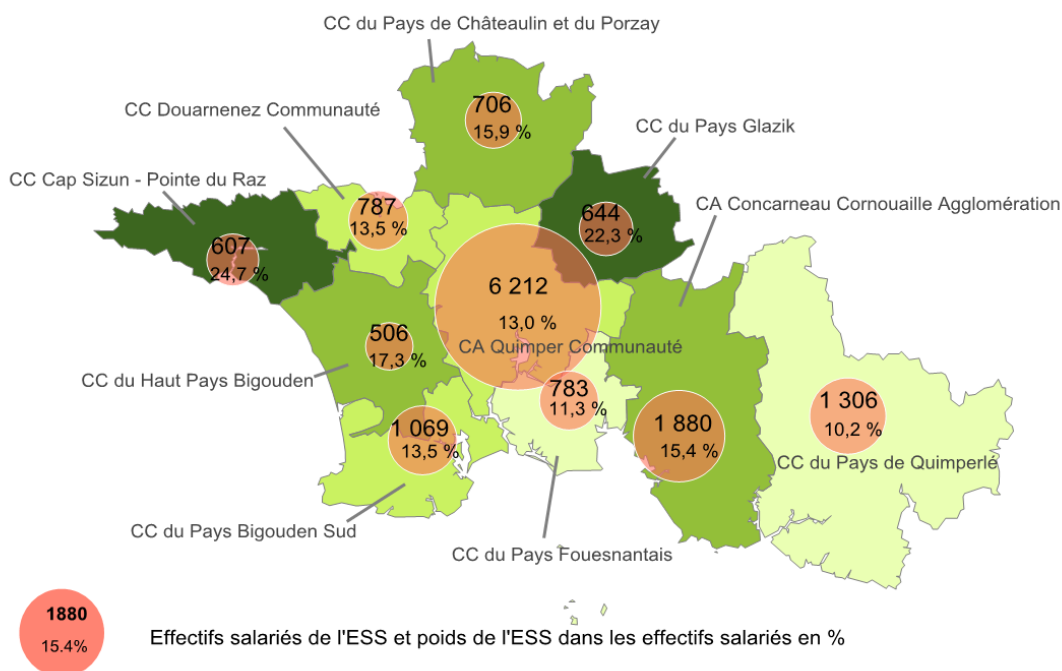 CC du Pays de Châteaulin et du Porzay
706
15,9 %
CC Douarnenez Communauté
CC du Pays Glazik
CC Cap Sizun - Pointe du Raz
787
13,5 %
644
22,3 %
CA Concarneau Cornouaille Agglomération
607
24,7 %
6 212
13,0 %
CA Quimper Communauté
506
17,3 %
CC du Haut Pays Bigouden
783
11,3 %
1 306
10,2 %
CC du Pays de Quimperlé
1 069
13,5 %
1 880
15,4 %
CC du Pays Bigouden Sud
CC du Pays Fouesnantais
1880
15.4%
Effectifs salariés de l'ESS et poids de l'ESS dans les effectifs salariés en %